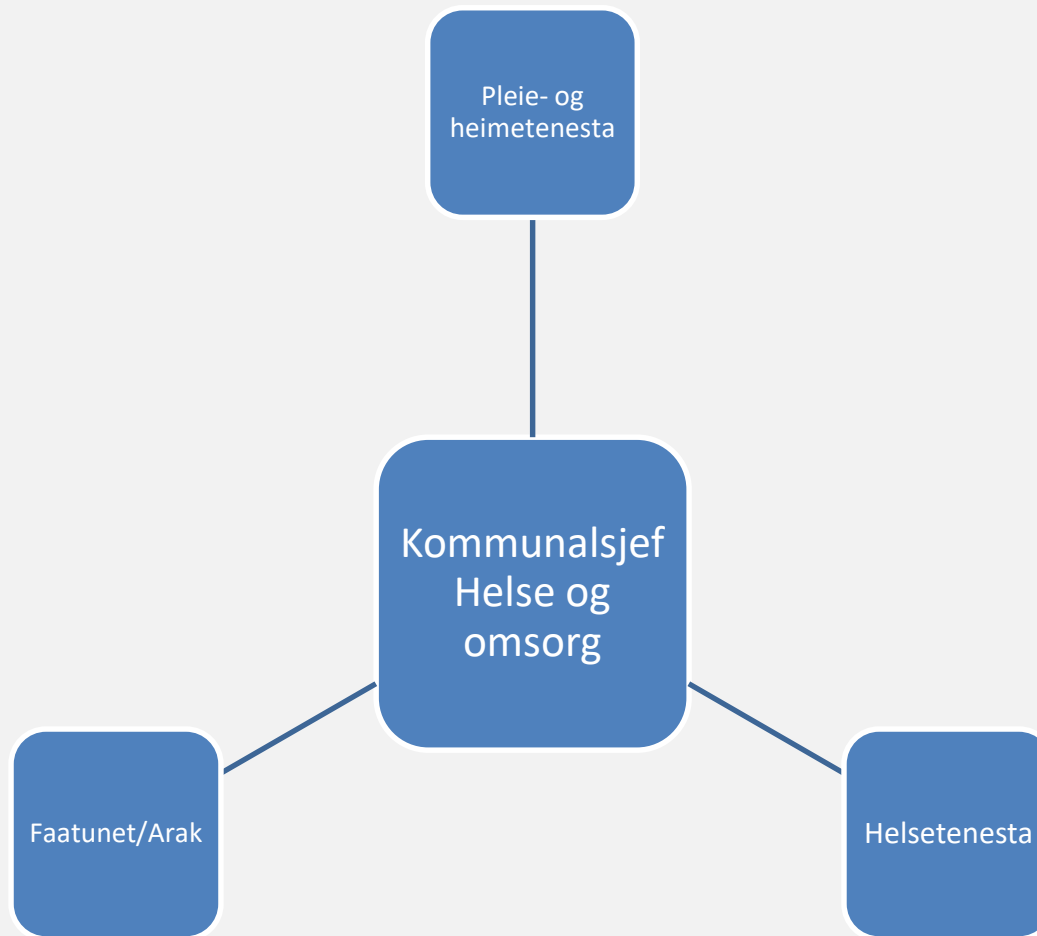 Pleie- og
heimetenesta
Kommunalsjef
Helse og
omsorg
Faatunet/Arak
Helsetenesta